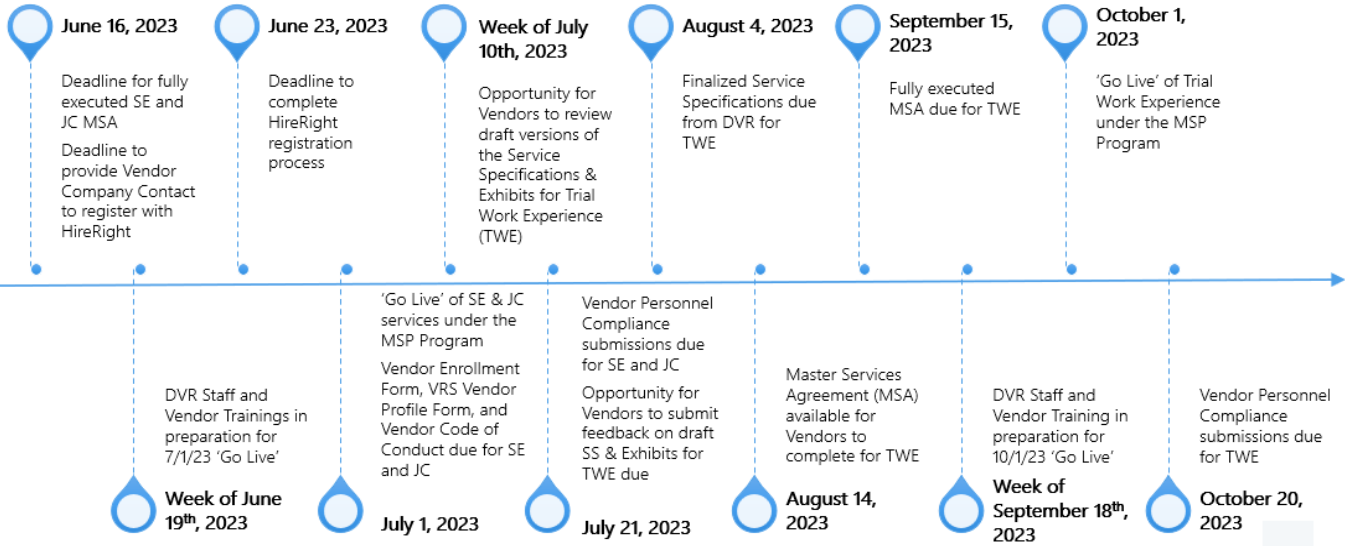 June 16, 2023
Deadline for fully
executed SE and
JC MSA
Deadline to
provide Vendor
Company Contact
to register with
HireRight
June 23, 2023
Deadline to
complete
HireRight
registration
process
Week of July
10th, 2023
Opportunity for
Vendors to review
draft versions of
the Service
Specifications &
Exhibits for Trial
Work Experience
(TWE)
August 4, 2023
Finalized Service
Specifications due
from DVR for
TWE
September 15,
2023
Fully executed
MSA due for TWE
October 1,
2023
'Go Live' of Trial
Work Experience
under the MSP
Program
DVR Staff and
Vendor Trainings in
preparation for
7/1/23 'Go Live'
Week of June
19th, 2023
'Go Live' of SE & JC
services under the
MSP Program
Vendor Enrollment
Form, VRS Vendor
Profile Form, and
Vendor Code of
Conduct due for SE
and JC
July 1, 2023
Vendor Personnel
Compliance
submissions due
for SE and JC
Opportunity for
Vendors to submit
feedback on draft
SS & Exhibits for
TWE due
July 21, 2023
Master Services
Agreement (MSA)
available for
Vendors to
complete for TWE
August 14,
2023
DVR Staff and
Vendor Training in
preparation for
10/1/23 'Go Live'
Week of
September 18th,
2023
Vendor Personnel
Compliance
submissions due
for TWE
October 20,
2023